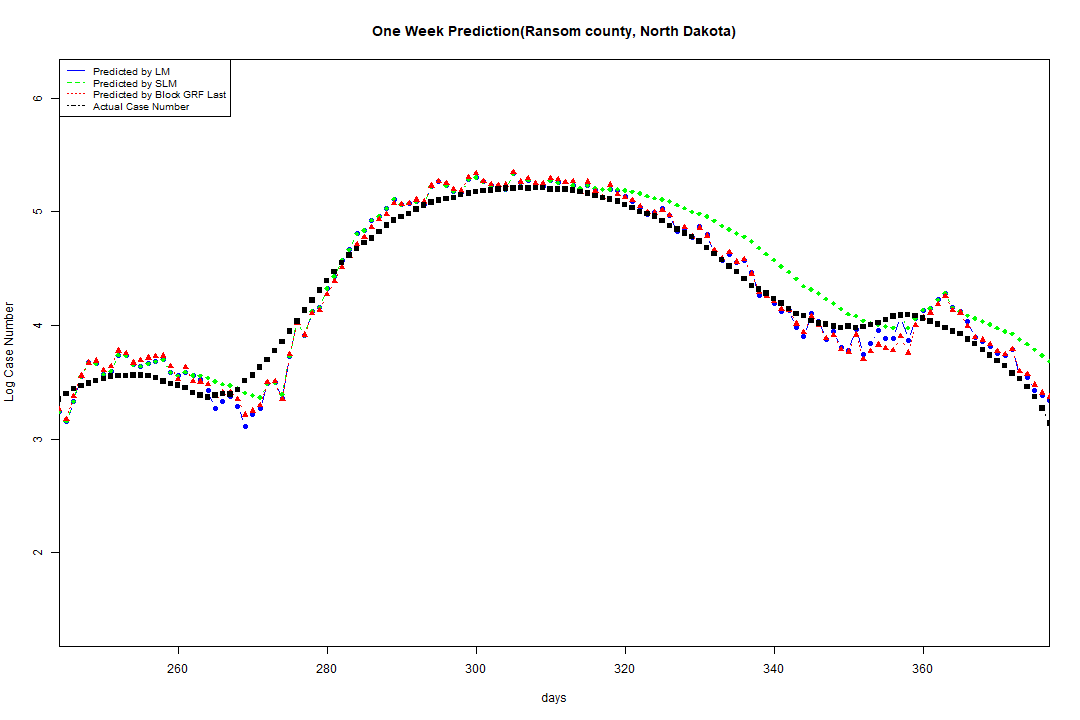 One Week Prediction(Ransom county, North Dakota)
Predicted by LM
Predicted by SLM
Predicted by Block GRF Last
Actual Case Number
6
5
4
3
2
Log Case Number
260
280
300
320
340
360
days